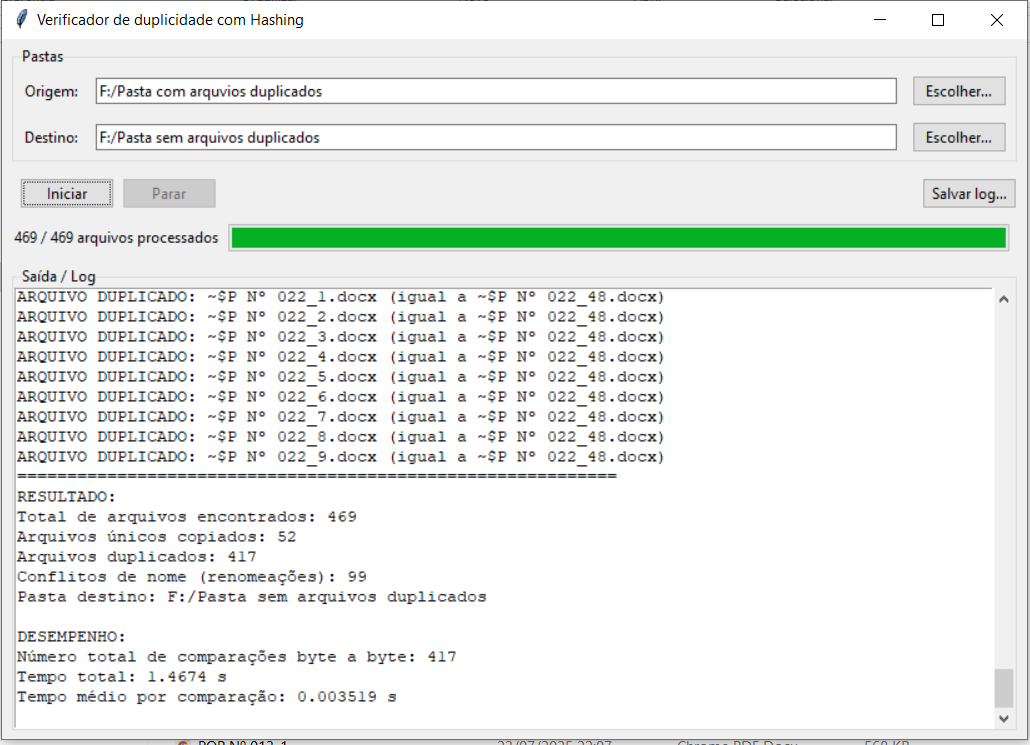 Verificador de duplicidade com Hashing
Pastas
Origem: F:/Pasta com arquvios duplicados Escolher...
Destino: F:/Pasta sem arquivos duplicados Escolher...
Iniciar Parar Salvar log...
469 / 469 arquivos processados
Saída / Log
ARQUIVO DUPLICADO: ~$P Nº 022_1.docx (igual a ~$P Nº 022_48.docx)
ARQUIVO DUPLICADO: ~$P Nº 022_2.docx (igual a ~$P Nº 022_48.docx)
ARQUIVO DUPLICADO: ~$P Nº 022_3.docx (igual a ~$P Nº 022_48.docx)
ARQUIVO DUPLICADO: ~$P Nº 022_4.docx (igual a ~$P Nº 022_48.docx)
ARQUIVO DUPLICADO: ~$P Nº 022_5.docx (igual a ~$P Nº 022_48.docx)
ARQUIVO DUPLICADO: ~$P Nº 022_6.docx (igual a ~$P Nº 022_48.docx)
ARQUIVO DUPLICADO: ~$P Nº 022_7.docx (igual a ~$P Nº 022_48.docx)
ARQUIVO DUPLICADO: ~$P Nº 022_8.docx (igual a ~$P Nº 022_48.docx)
ARQUIVO DUPLICADO: ~$P Nº 022_9.docx (igual a ~$P Nº 022_48.docx)
============================================================
RESULTADO:
Total de arquivos encontrados: 469
Arquivos únicos copiados: 52
Arquivos duplicados: 417
Conflitos de nome (renomeações): 99
Pasta destino: F:/Pasta sem arquivos duplicados
DESEMPENHO:
Número total de comparações byte a byte: 417
Tempo total: 1.4674 s
Tempo médio por comparação: 0.003519 s